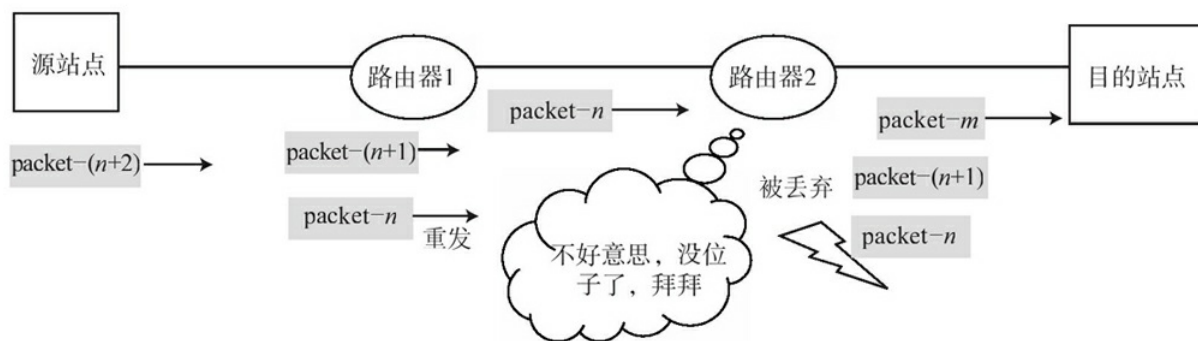 源站点
路由器1
路由器2
目的站点
packet-n
packet-m
packet-(n+2)
packet-(n+1)
packet-(n+1)
packet-n
重发
被丢弃
packet-n
不好意思，没位
子了，拜拜